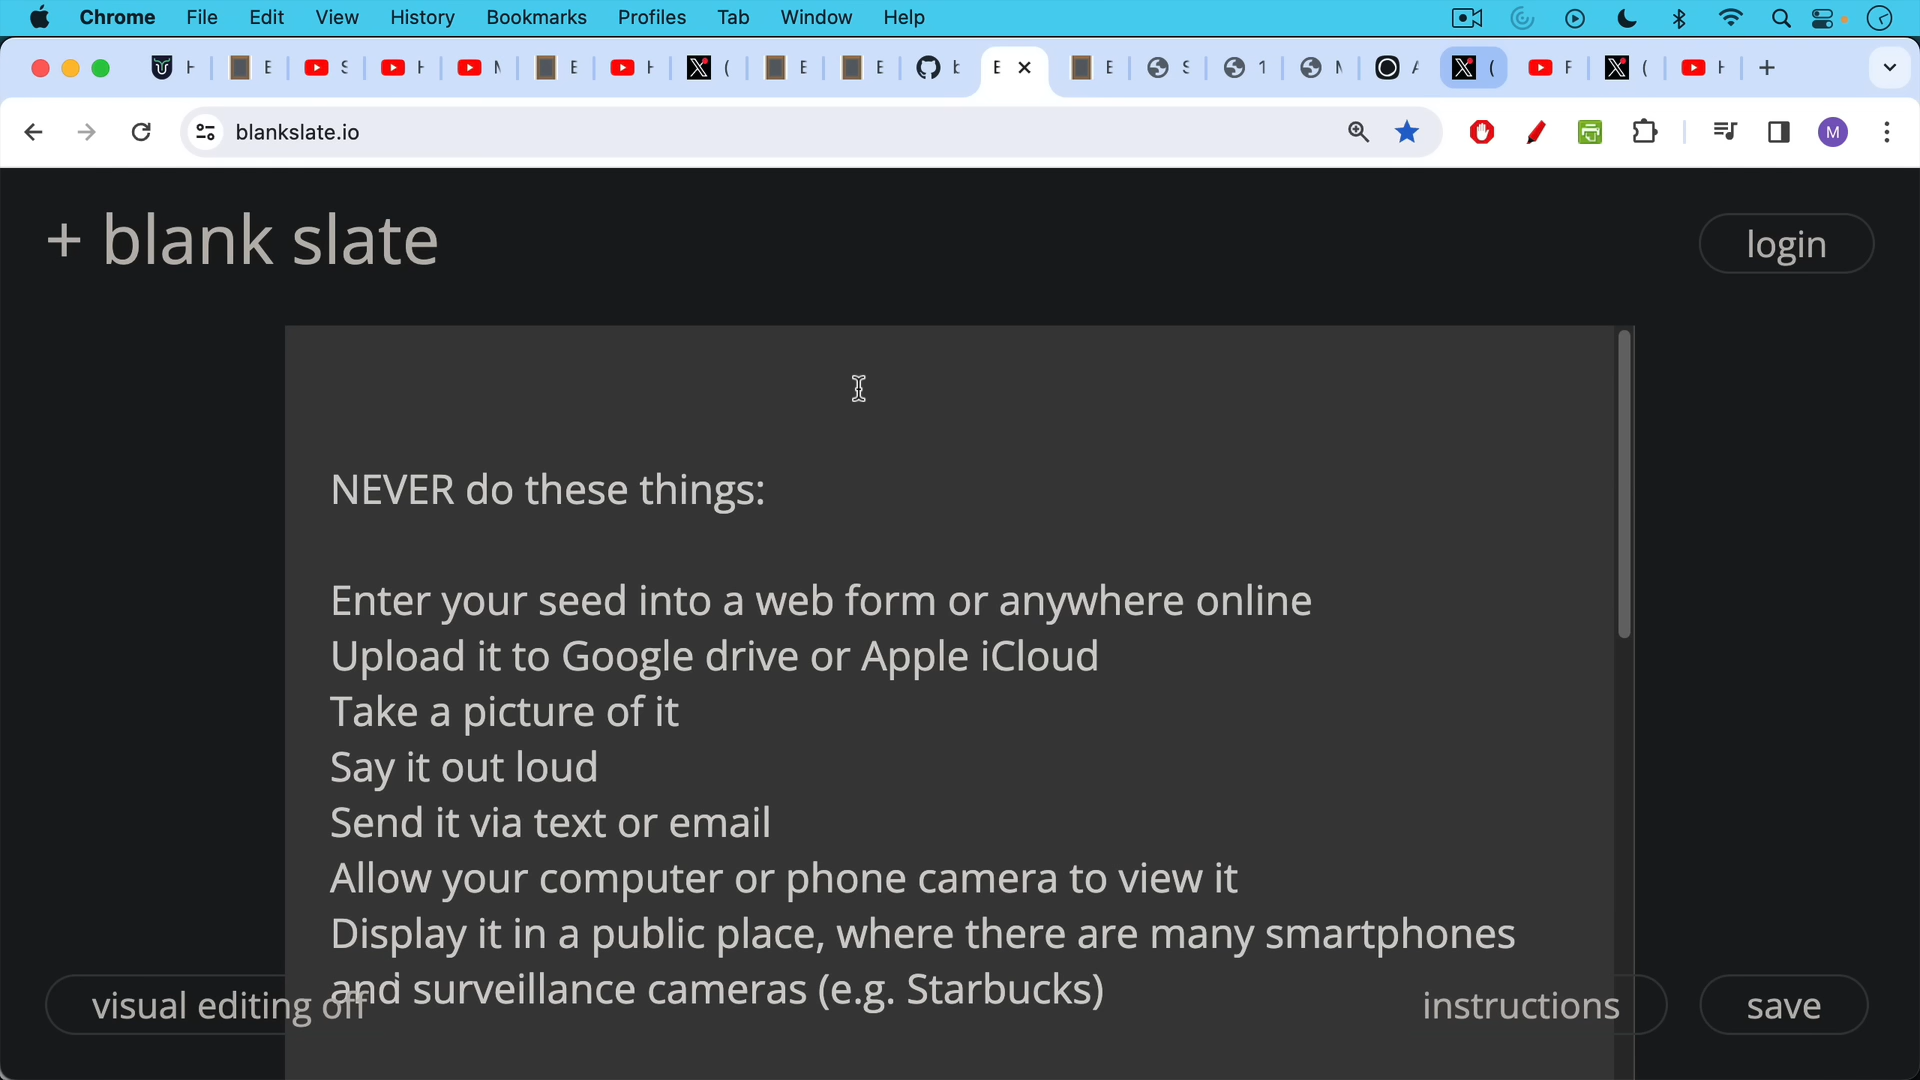 Chrome File Edit View History Bookmarks Profiles Tab Window Help
blankslate.io
M
+ blank slate
login
NEVER do these things:
Enter your seed into a web form or anywhere online
Upload it to Google drive or Apple iCloud
Take a picture of it
Say it out loud
Send it via text or email
Allow your computer or phone camera to view it
Display it in a public place, where there are many smartphones
and surveillance cameras (e.g. Starbucks)
visual editing off
instructions
save